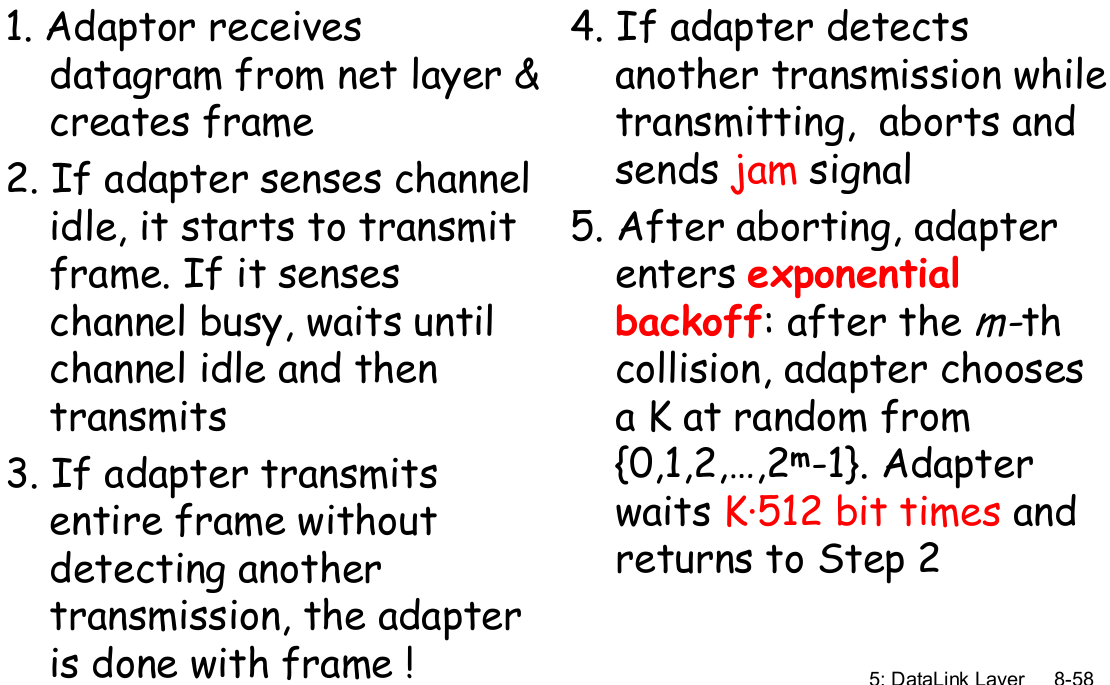 1. Adaptor receives
datagram from net layer &
creates frame
2. If adapter senses channel
idle, it starts to transmit
frame. If it senses
channel busy, waits until
channel idle and then
transmits
3. If adapter transmits
entire frame without
detecting another
transmission, the adapter
is done with frame !
4. If adapter detects
another transmission while
transmitting, aborts and
sends jam signal
5. After aborting, adapter
enters exponential
backoff: after the m-th
collision, adapter chooses
a K at random from
{0,1,2,…,2ᵐ-1}. Adapter
waits K·512 bit times and
returns to Step 2
5: DataLink Layer 8-58